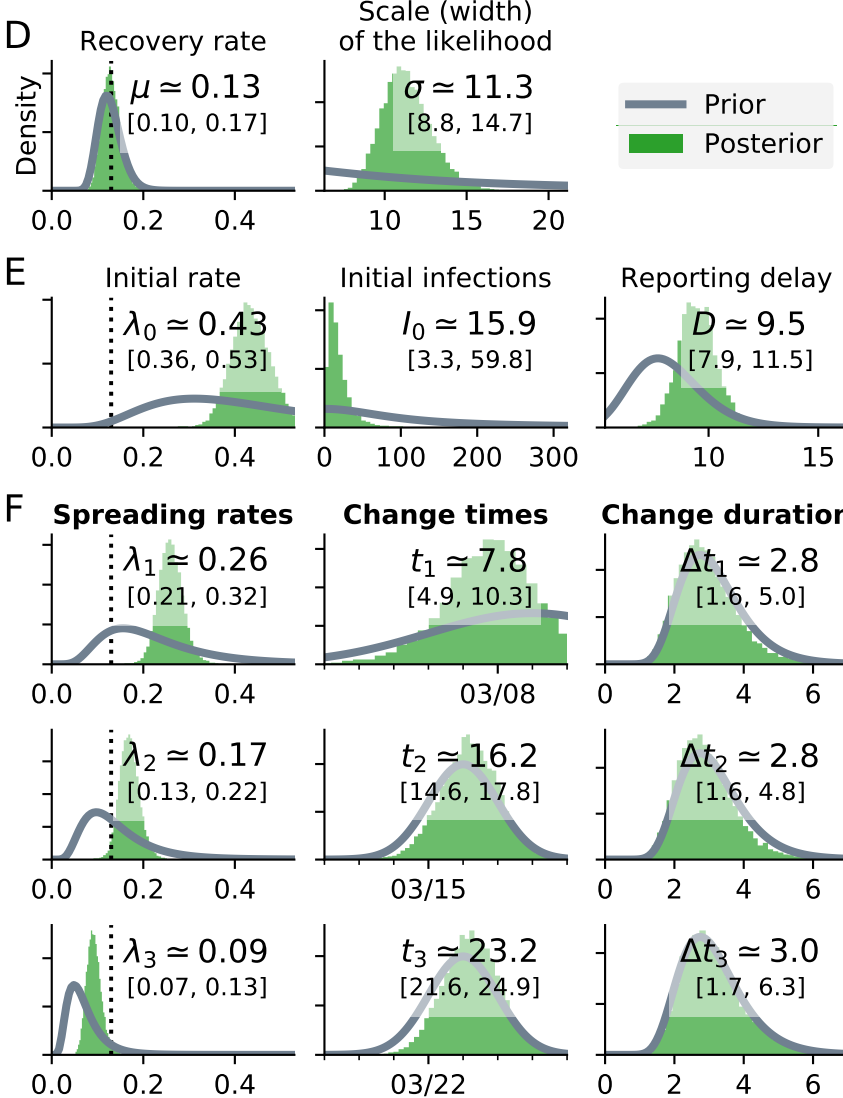 D
Recovery rate
Scale (width)
of the likelihood
Density
μ ≃ 0.13
[0.10, 0.17]
σ ≃ 11.3
[8.8, 14.7]
Prior
Posterior
0.0 0.2 0.4
10 15 20
E
Initial rate
Initial infections
Reporting delay
λ0 ≃ 0.43
[0.36, 0.53]
I0 ≃ 15.9
[3.3, 59.8]
D ≃ 9.5
[7.9, 11.5]
0.0 0.2 0.4
0 100 200 300
10 15
F
Spreading rates
Change times
Change duration
λ1 ≃ 0.26
[0.21, 0.32]
t1 ≃ 7.8
[4.9, 10.3]
Δt1 ≃ 2.8
[1.6, 5.0]
0.0 0.2 0.4
03/08
0 2 4 6
λ2 ≃ 0.17
[0.13, 0.22]
t2 ≃ 16.2
[14.6, 17.8]
Δt2 ≃ 2.8
[1.6, 4.8]
0.0 0.2 0.4
03/15
0 2 4 6
λ3 ≃ 0.09
[0.07, 0.13]
t3 ≃ 23.2
[21.6, 24.9]
Δt3 ≃ 3.0
[1.7, 6.3]
0.0 0.2 0.4
03/22
0 2 4 6